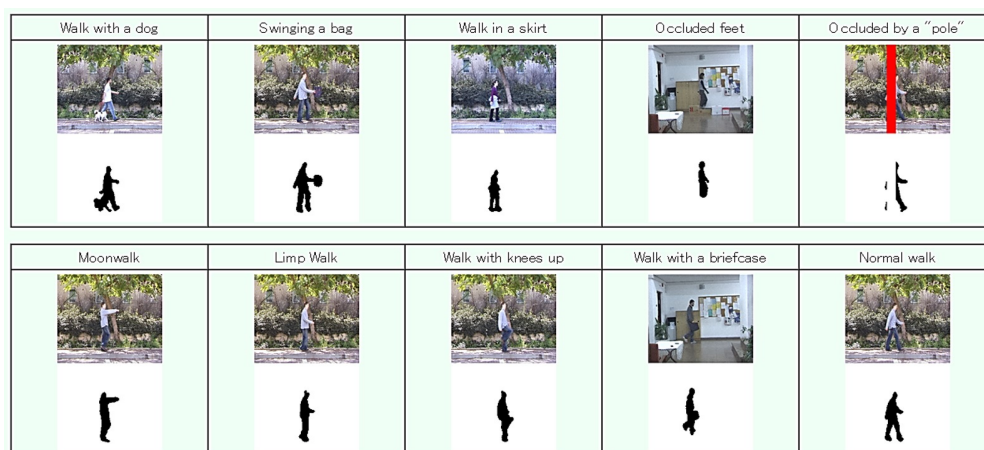 Walk with a dog
Swinging a bag
Walk in a skirt
Occluded feet
Occluded by a "pole"
Moonwalk
Limp Walk
Walk with knees up
Walk with a briefcase
Normal walk